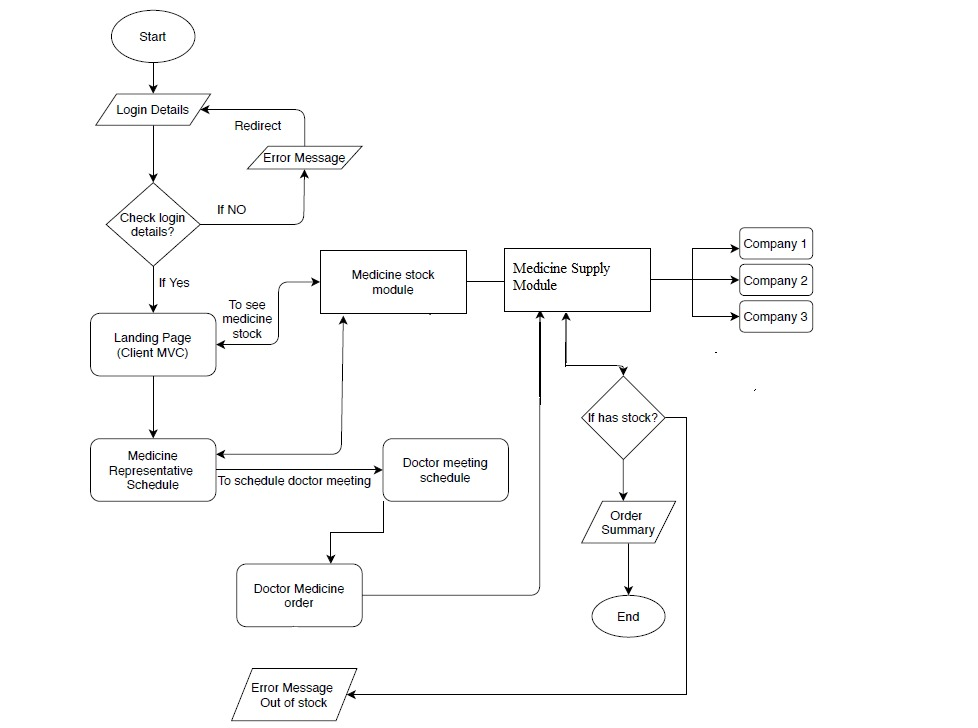 Start
Login Details
Redirect
Error Message
Check login
details?
If NO
If Yes
Landing Page
(Client MVC)
To see
medicine
stock
Medicine stock
module
Medicine Supply
Module
Company 1
Company 2
Company 3
If has stock?
Medicine
Representative
Schedule
To schedule doctor meeting
Doctor meeting
schedule
Order
Summary
Doctor Medicine
order
End
Error Message
Out of stock